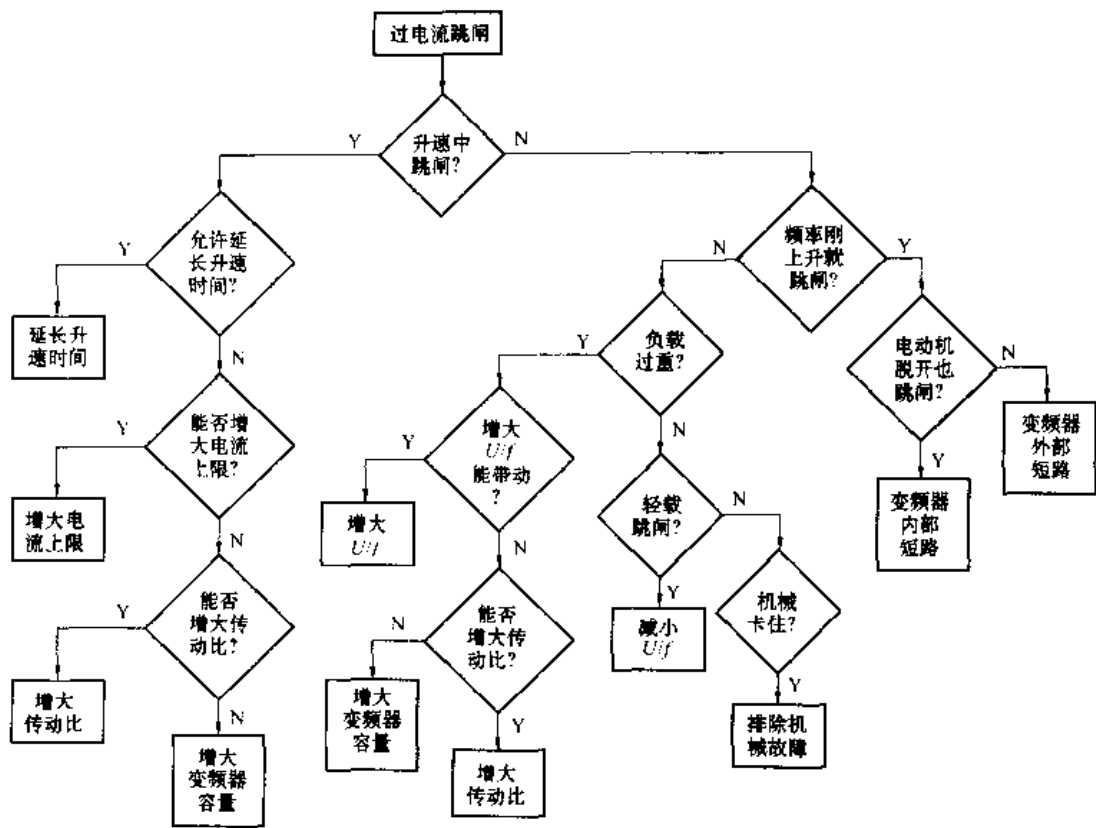 过电流跳闸
Y
N
升速中
跳闸?
Y
允许延
长升速
时间?
N
频率刚
上升就
跳闸?
Y
延长升
速时间
N
Y
负载
过重?
电动机
脱开也
跳闸?
N
Y
能否增
大电流
上限?
Y
增大
U/f
能带动
?
N
变频器
外部
短路
Y
增大电
流上限
N
增大
U/f
N
轻载
跳闸?
N
变频器
内部
短路
Y
能否
增大传
动比?
N
能否
增大传
动比?
Y
减小
U/f
机械
卡住?
增大
传动比
N
增大
变频器
容量
Y
Y
排除机
械故障
增大
变频器
容量
增大
传动比